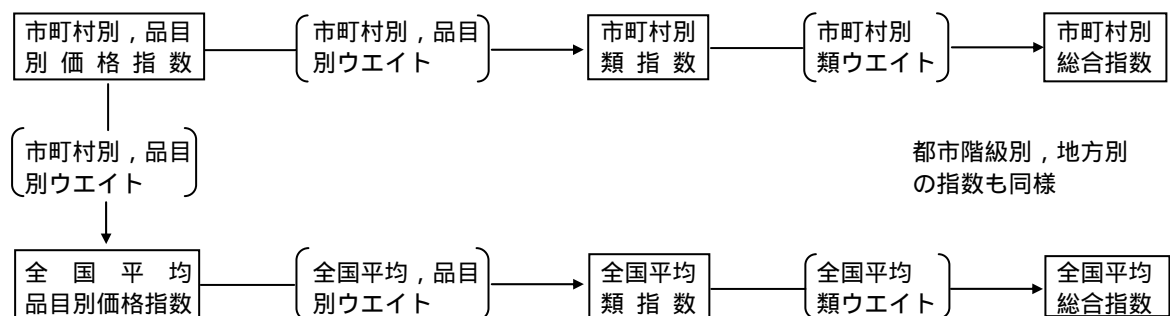 市町村別，品目
別価格指数
市町村別，品目
別ウエイト
市町村別
類指数
市町村別
類ウエイト
市町村別
総合指数
市町村別，品目
別ウエイト
都市階級別，地方別
の指数も同様
全国平均
品目別価格指数
全国平均，品目
別ウエイト
全国平均
類指数
全国平均
類ウエイト
全国平均
総合指数